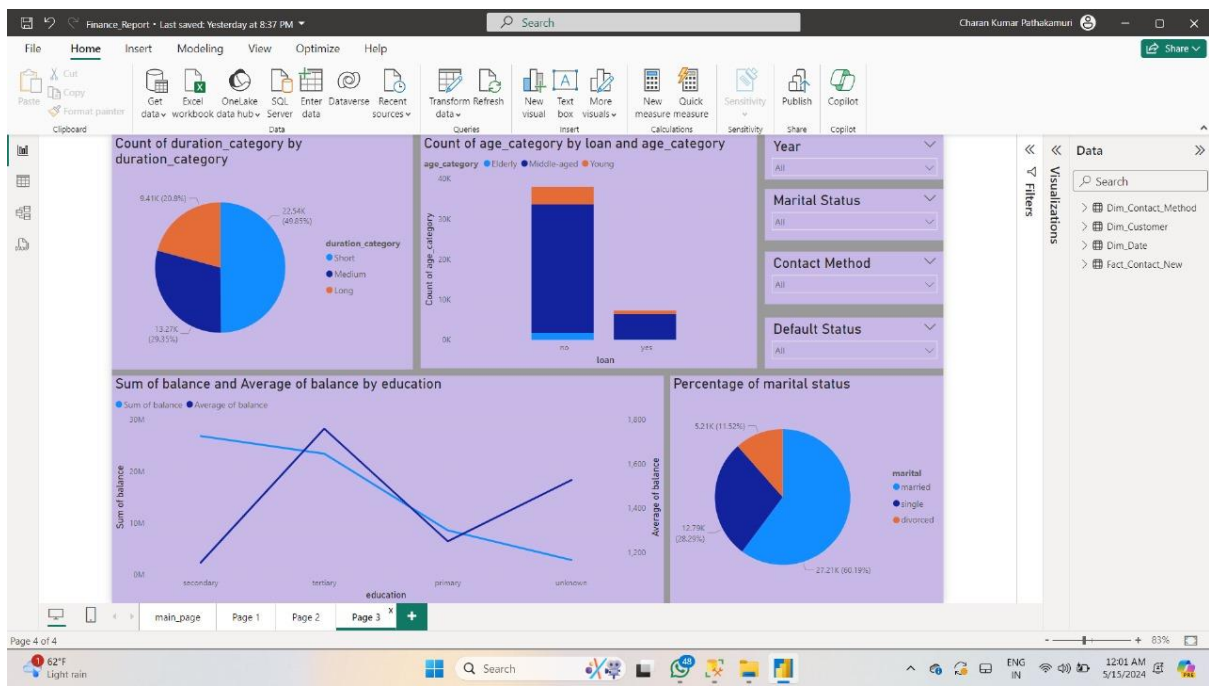 Finance_Report • Last saved: Yesterday at 8:37 PM
Search
Charan Kumar Pathakamuri
File Home Insert Modeling View Optimize Help
Share
Paste
Cut
Copy
Format painter
Get data
Excel workbook
OneLake data hub
SQL Server
Enter data
Dataverse
Recent sources
Transform data
Refresh
New visual
Text box
More visuals
New measure
Quick measure
Sensitivity
Publish
Copilot
Clipboard
Data
Queries
Insert
Calculations
Sensitivity
Share
Copilot
Count of duration_category by
duration_category
9.41K (20.8%)
22.54K
(49.85%)
13.27K
(29.35%)
duration_category
Short
Medium
Long
Count of age_category by loan and age_category
age_category Elderly Middle-aged Young
40K
30K
20K
10K
0K
Count of age_category
no
yes
loan
Year
All
Marital Status
All
Contact Method
All
Default Status
All
Sum of balance and Average of balance by education
Sum of balance Average of balance
30M
20M
10M
0M
Sum of balance
1,800
1,600
1,400
1,200
Average of balance
secondary
tertiary
primary
unknown
education
Percentage of marital status
5.21K (11.52%)
12.79K
(28.29%)
27.21K (60.19%)
marital
married
single
divorced
Filters
Visualizations
Data
Search
Dim_Contact_Method
Dim_Customer
Dim_Date
Fact_Contact_New
main_page
Page 1
Page 2
Page 3
Page 4 of 4
83%
1
62°F
Light rain
Search
48
PRE
ENG
IN
12:01 AM
5/15/2024